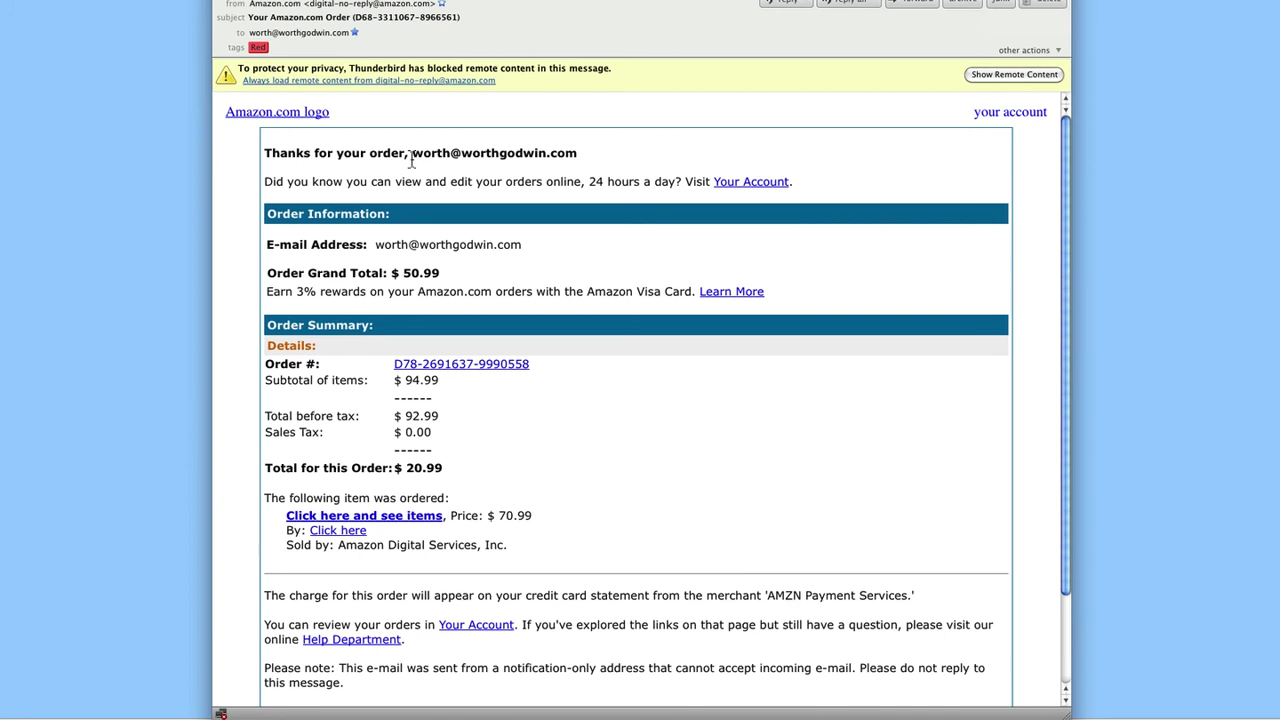 from Amazon.com <digital-no-reply@amazon.com>
subject Your Amazon.com Order (D68-3311067-8966561)
to worth@worthgodwin.com
tags Red
other actions
To protect your privacy, Thunderbird has blocked remote content in this message.
Always load remote content from digital-no-reply@amazon.com
Show Remote Content
Amazon.com logo your account
Thanks for your order, worth@worthgodwin.com
Did you know you can view and edit your orders online, 24 hours a day? Visit Your Account.
Order Information:
E-mail Address: worth@worthgodwin.com
Order Grand Total: $ 50.99
Earn 3% rewards on your Amazon.com orders with the Amazon Visa Card. Learn More
Order Summary:
Details:
Order #: D78-2691637-9990558
Subtotal of items: $ 94.99
------
Total before tax: $ 92.99
Sales Tax: $ 0.00
------
Total for this Order: $ 20.99
The following item was ordered:
Click here and see items, Price: $ 70.99
By: Click here
Sold by: Amazon Digital Services, Inc.
The charge for this order will appear on your credit card statement from the merchant 'AMZN Payment Services.'
You can review your orders in Your Account. If you've explored the links on that page but still have a question, please visit our
online Help Department.
Please note: This e-mail was sent from a notification-only address that cannot accept incoming e-mail. Please do not reply to
this message.